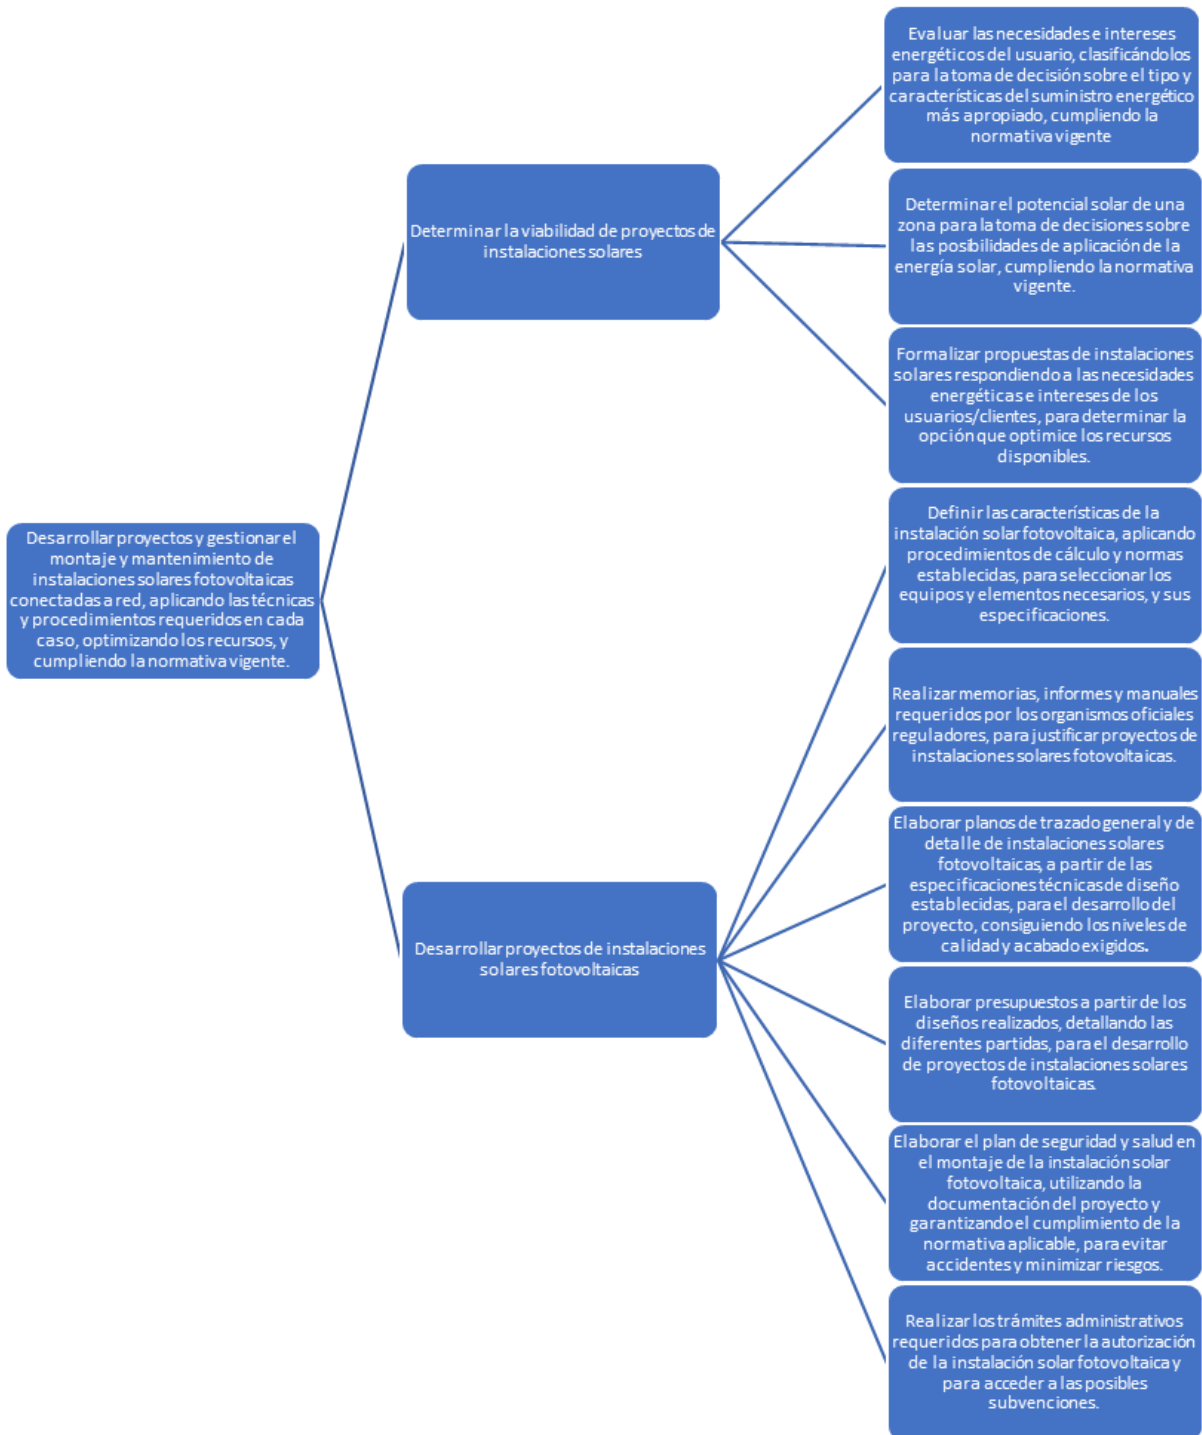 Evaluar las necesidades e intereses
energéticos del usuario, clasificándolos
para la toma de decisión sobre el tipo y
características del suministro energético
más apropiado, cumpliendo la
normativa vigente
Determinar la viabilidad de proyectos de
instalaciones solares
Determinar el potencial solar de una
zona para la toma de decisiones sobre
las posibilidades de aplicación de la
energía solar, cumpliendo la normativa
vigente.
Formalizar propuestas de instalaciones
solares respondiendo a las necesidades
energéticas e intereses de los
usuarios/clientes, para determinar la
opción que optimice los recursos
disponibles.
Desarrollar proyectos y gestionar el
montaje y mantenimiento de
instalaciones solares fotovoltaicas
conectadas a red, aplicando las técnicas
y procedimientos requeridos en cada
caso, optimizando los recursos, y
cumpliendo la normativa vigente.
Definir las características de la
instalación solar fotovoltaica, aplicando
procedimientos de cálculo y normas
establecidas, para seleccionar los
equipos y elementos necesarios, y sus
especificaciones.
Realizar memorias, informes y manuales
requeridos por los organismos oficiales
reguladores, para justificar proyectos de
instalaciones solares fotovoltaicas.
Elaborar planos de trazado general y de
detalle de instalaciones solares
fotovoltaicas, a partir de las
especificaciones técnicas de diseño
establecidas, para el desarrollo del
proyecto, consiguiendo los niveles de
calidad y acabado exigidos.
Desarrollar proyectos de instalaciones
solares fotovoltaicas
Elaborar presupuestos a partir de los
diseños realizados, detallando las
diferentes partidas, para el desarrollo
de proyectos de instalaciones solares
fotovoltaicas.
Elaborar el plan de seguridad y salud en
el montaje de la instalación solar
fotovoltaica, utilizando la
documentación del proyecto y
garantizando el cumplimiento de la
normativa aplicable, para evitar
accidentes y minimizar riesgos.
Realizar los trámites administrativos
requeridos para obtener la autorización
de la instalación solar fotovoltaica y
para acceder a las posibles
subvenciones.